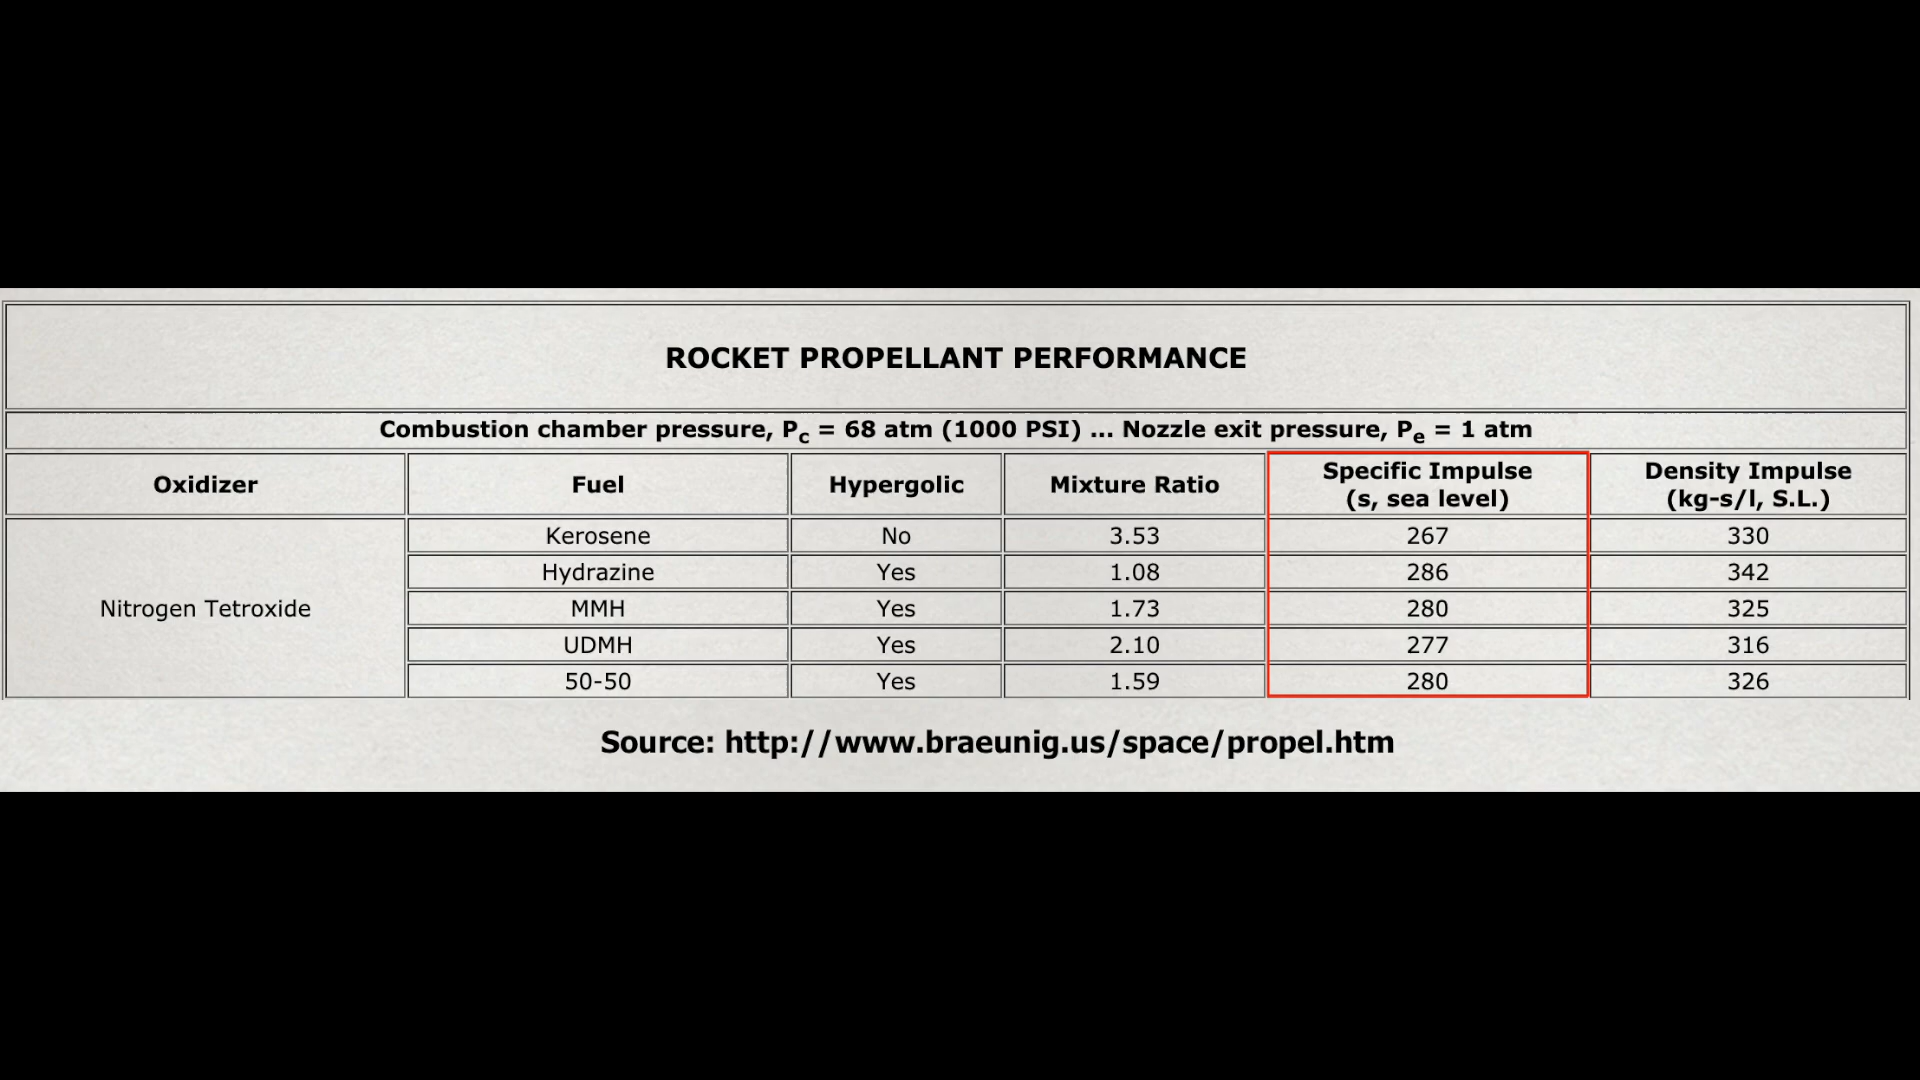 ROCKET PROPELLANT PERFORMANCE
Combustion chamber pressure, Pc = 68 atm (1000 PSI) ... Nozzle exit pressure, Pe = 1 atm
Oxidizer Fuel Hypergolic Mixture Ratio Specific Impulse (s, sea level) Density Impulse (kg-s/l, S.L.)
Nitrogen Tetroxide
Kerosene No 3.53 267 330
Hydrazine Yes 1.08 286 342
MMH Yes 1.73 280 325
UDMH Yes 2.10 277 316
50-50 Yes 1.59 280 326
Source: http://www.braeunig.us/space/propel.htm